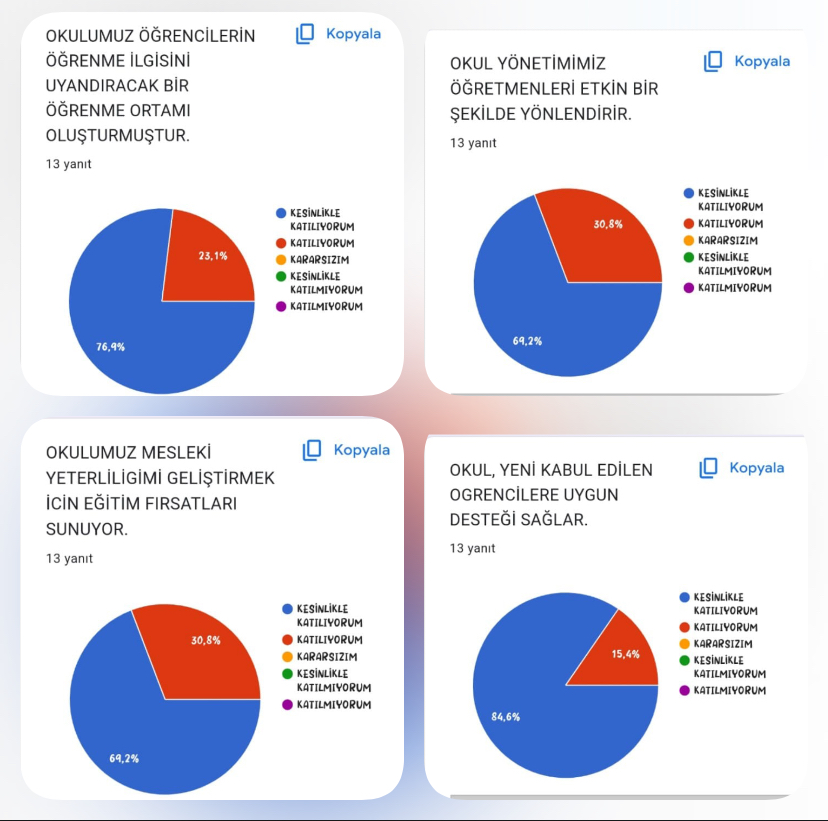 OKULUMUZ ÖĞRENCİLERİN
ÖĞRENME İLGİSİNİ
UYANDIRACAK BİR
ÖĞRENME ORTAMI
OLUŞTURMUŞTUR.
Kopyala
13 yanıt
KESİNLİKLE
KATILIYORUM
KATILIYORUM
KARARSIZIM
KESİNLİKLE
KATILMIYORUM
KATILMIYORUM
23,1%
76,9%
OKUL YÖNETİMİMİZ
ÖĞRETMENLERİ ETKİN BİR
ŞEKİLDE YÖNLENDİRİR.
Kopyala
13 yanıt
KESİNLİKLE
KATILIYORUM
KATILIYORUM
KARARSIZIM
KESİNLİKLE
KATILMIYORUM
KATILMIYORUM
30,8%
69,2%
OKULUMUZ MESLEKİ
YETERLİLİGİMİ GELİŞTİRMEK
İCİN EĞİTİM FIRSATLARI
SUNUYOR.
Kopyala
13 yanıt
KESİNLİKLE
KATILIYORUM
KATILIYORUM
KARARSIZIM
KESİNLİKLE
KATILMIYORUM
KATILMIYORUM
30,8%
69,2%
OKUL, YENİ KABUL EDİLEN
OGRENCİLERE UYGUN
DESTEĞİ SAĞLAR.
Kopyala
13 yanıt
KESİNLİKLE
KATILIYORUM
KATILIYORUM
KARARSIZIM
KESİNLİKLE
KATILMIYORUM
KATILMIYORUM
15,4%
84,6%